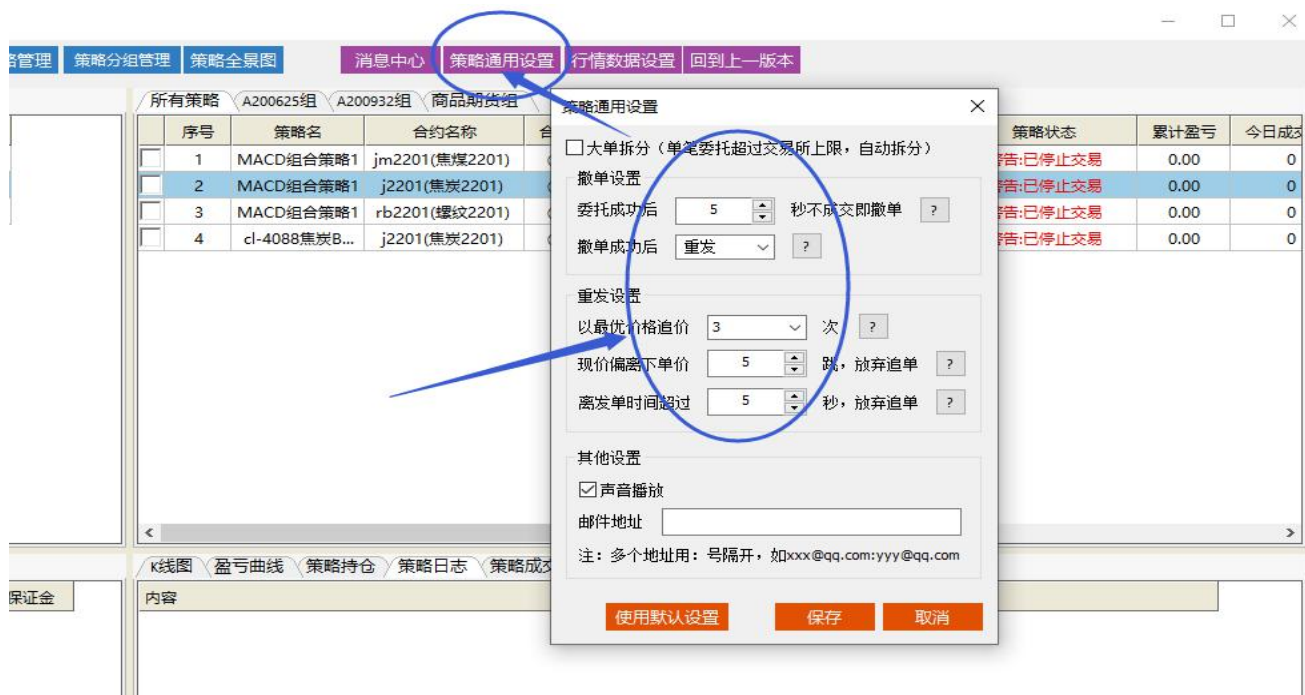 管理 策略分组管理 策略全景图 消息中心 策略通用设置 行情数据设置 回到上一版本
所有策略 A200625组 A200932组 商品期货组
序号 策略名 合约名称 合 策略状态 累计盈亏 今日成交
1 MACD组合策略1 jm2201(焦煤2201) 告:已停止交易 0.00 0
2 MACD组合策略1 j2201(焦炭2201) 告:已停止交易 0.00 0
3 MACD组合策略1 rb2201(螺纹2201) 告:已停止交易 0.00 0
4 cl-4088焦炭B... j2201(焦炭2201) 告:已停止交易 0.00 0
策略通用设置
大单拆分（单笔委托超过交易所上限，自动拆分）
撤单设置
委托成功后 5 秒不成交即撤单 ?
撤单成功后 重发 ?
重发设置
以最优价格追价 3 次 ?
现价偏离下单价 5 跳，放弃追单 ?
离发单时间超过 5 秒，放弃追单 ?
其他设置
声音播放
邮件地址
注：多个地址用：号隔开，如xxx@qq.com:yyy@qq.com
使用默认设置 保存 取消
K线图 盈亏曲线 策略持仓 策略日志 策略成交
保证金 内容